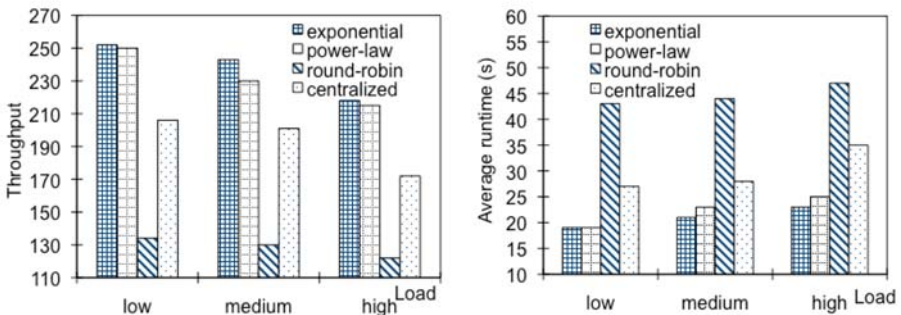 270
250
230
210
190
170
150
130
110
Throughput
exponential
power-law
round-robin
centralized
low
medium
high
Load
60
55
50
45
40
35
30
25
20
15
10
Average runtime (s)
exponential
power-law
round-robin
centralized
low
medium
high
Load